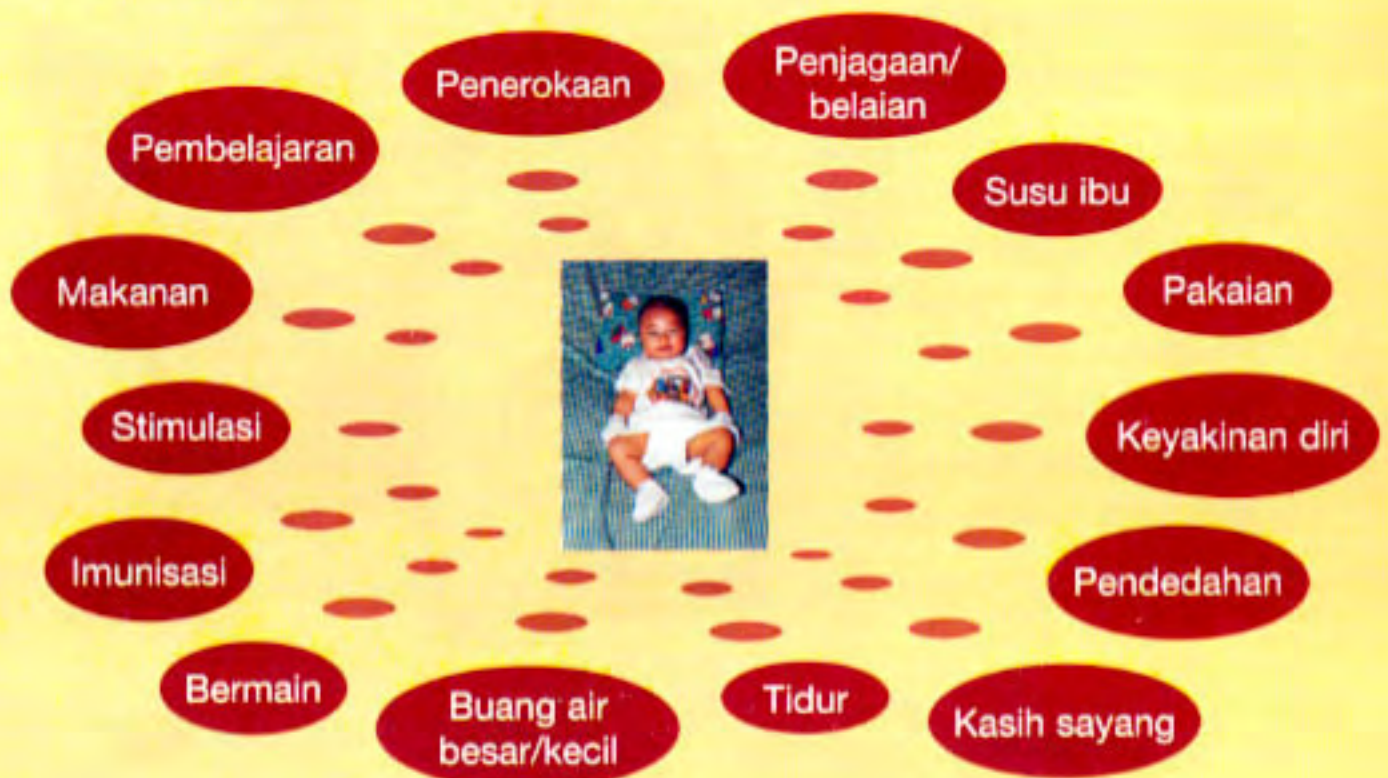 Penerokaan
Penjagaan/
belaian
Pembelajaran
Susu ibu
Makanan
Pakaian
Stimulasi
Keyakinan diri
Imunisasi
Pendedahan
Bermain
Buang air
besar/kecil
Tidur
Kasih sayang